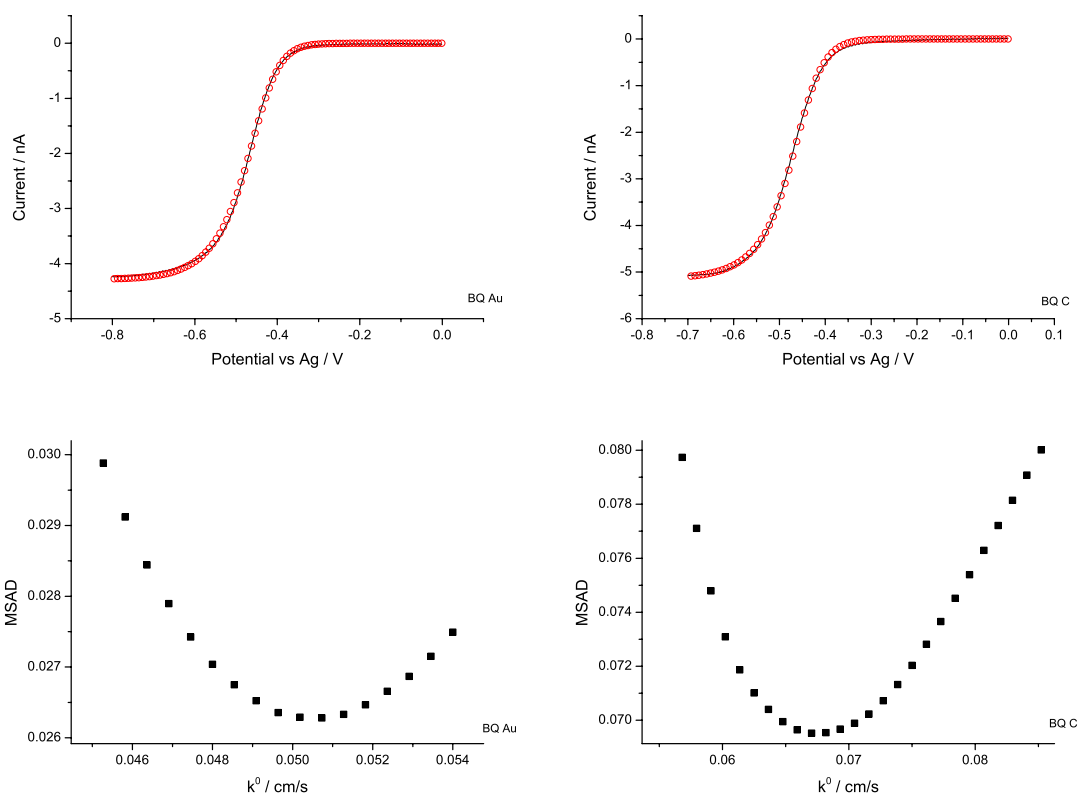 0
-1
-2
-3
-4
-5
-0.8 -0.6 -0.4 -0.2 0.0
Current / nA
Potential vs Ag / V
BQ Au
0
-1
-2
-3
-4
-5
-6
-0.8 -0.7 -0.6 -0.5 -0.4 -0.3 -0.2 -0.1 0.0 0.1
Current / nA
Potential vs Ag / V
BQ C
0.030
0.029
0.028
0.027
0.026
0.046 0.048 0.050 0.052 0.054
MSAD
k⁰ / cm/s
BQ Au
0.080
0.078
0.076
0.074
0.072
0.070
0.06 0.07 0.08
MSAD
k⁰ / cm/s
BQ C